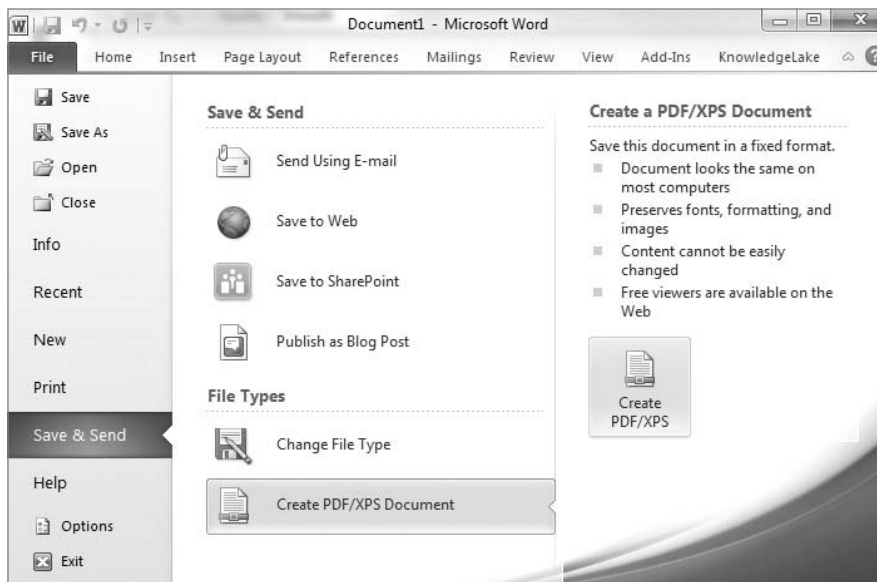 Document1 - Microsoft Word
File Home Insert Page Layout References Mailings Review View Add-Ins KnowledgeLake
Save
Save As
Open
Close
Info
Recent
New
Print
Save & Send
Help
Options
Exit
Save & Send
Send Using E-mail
Save to Web
Save to SharePoint
Publish as Blog Post
File Types
Change File Type
Create PDF/XPS Document
Create a PDF/XPS Document
Save this document in a fixed format.
Document looks the same on
most computers
Preserves fonts, formatting, and
images
Content cannot be easily
changed
Free viewers are available on the
Web
Create
PDF/XPS